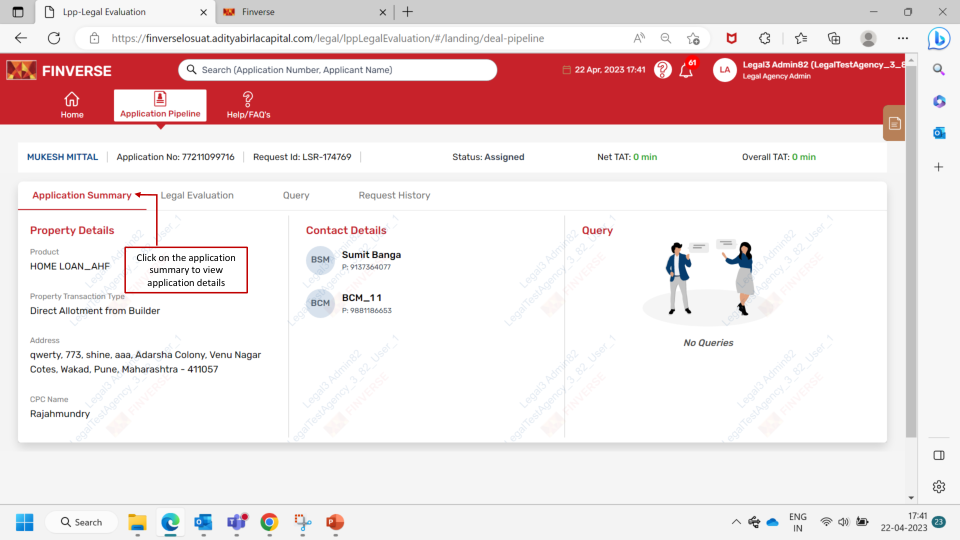 Lpp-Legal Evaluation
Finverse
https://finverselosuat.adityabirlacapital.com/legal/lppLegalEvaluation/#/landing/deal-pipeline
FINVERSE
Search (Application Number, Applicant Name)
22 Apr, 2023 17:41
?
61
LA
Legal3 Admin82 (LegalTestAgency_3_8
Legal Agency Admin
Home
Application Pipeline
Help/FAQ's
MUKESH MITTAL
Application No: 77211099716
Request Id: LSR-174769
Status: Assigned
Net TAT: 0 min
Overall TAT: 0 min
Application Summary
Legal Evaluation
Query
Request History
Property Details
Product
HOME LOAN_AHF
Click on the application
summary to view
application details
Property Transaction Type
Direct Allotment from Builder
Address
qwerty, 773, shine, aaa, Adarsha Colony, Venu Nagar
Cotes, Wakad, Pune, Maharashtra - 411057
CPC Name
Rajahmundry
Contact Details
BSM
Sumit Banga
P: 9137364077
BCM
BCM_1 1
P: 9881186653
Query
No Queries
Search
ENG
IN
17:41
22-04-2023
23